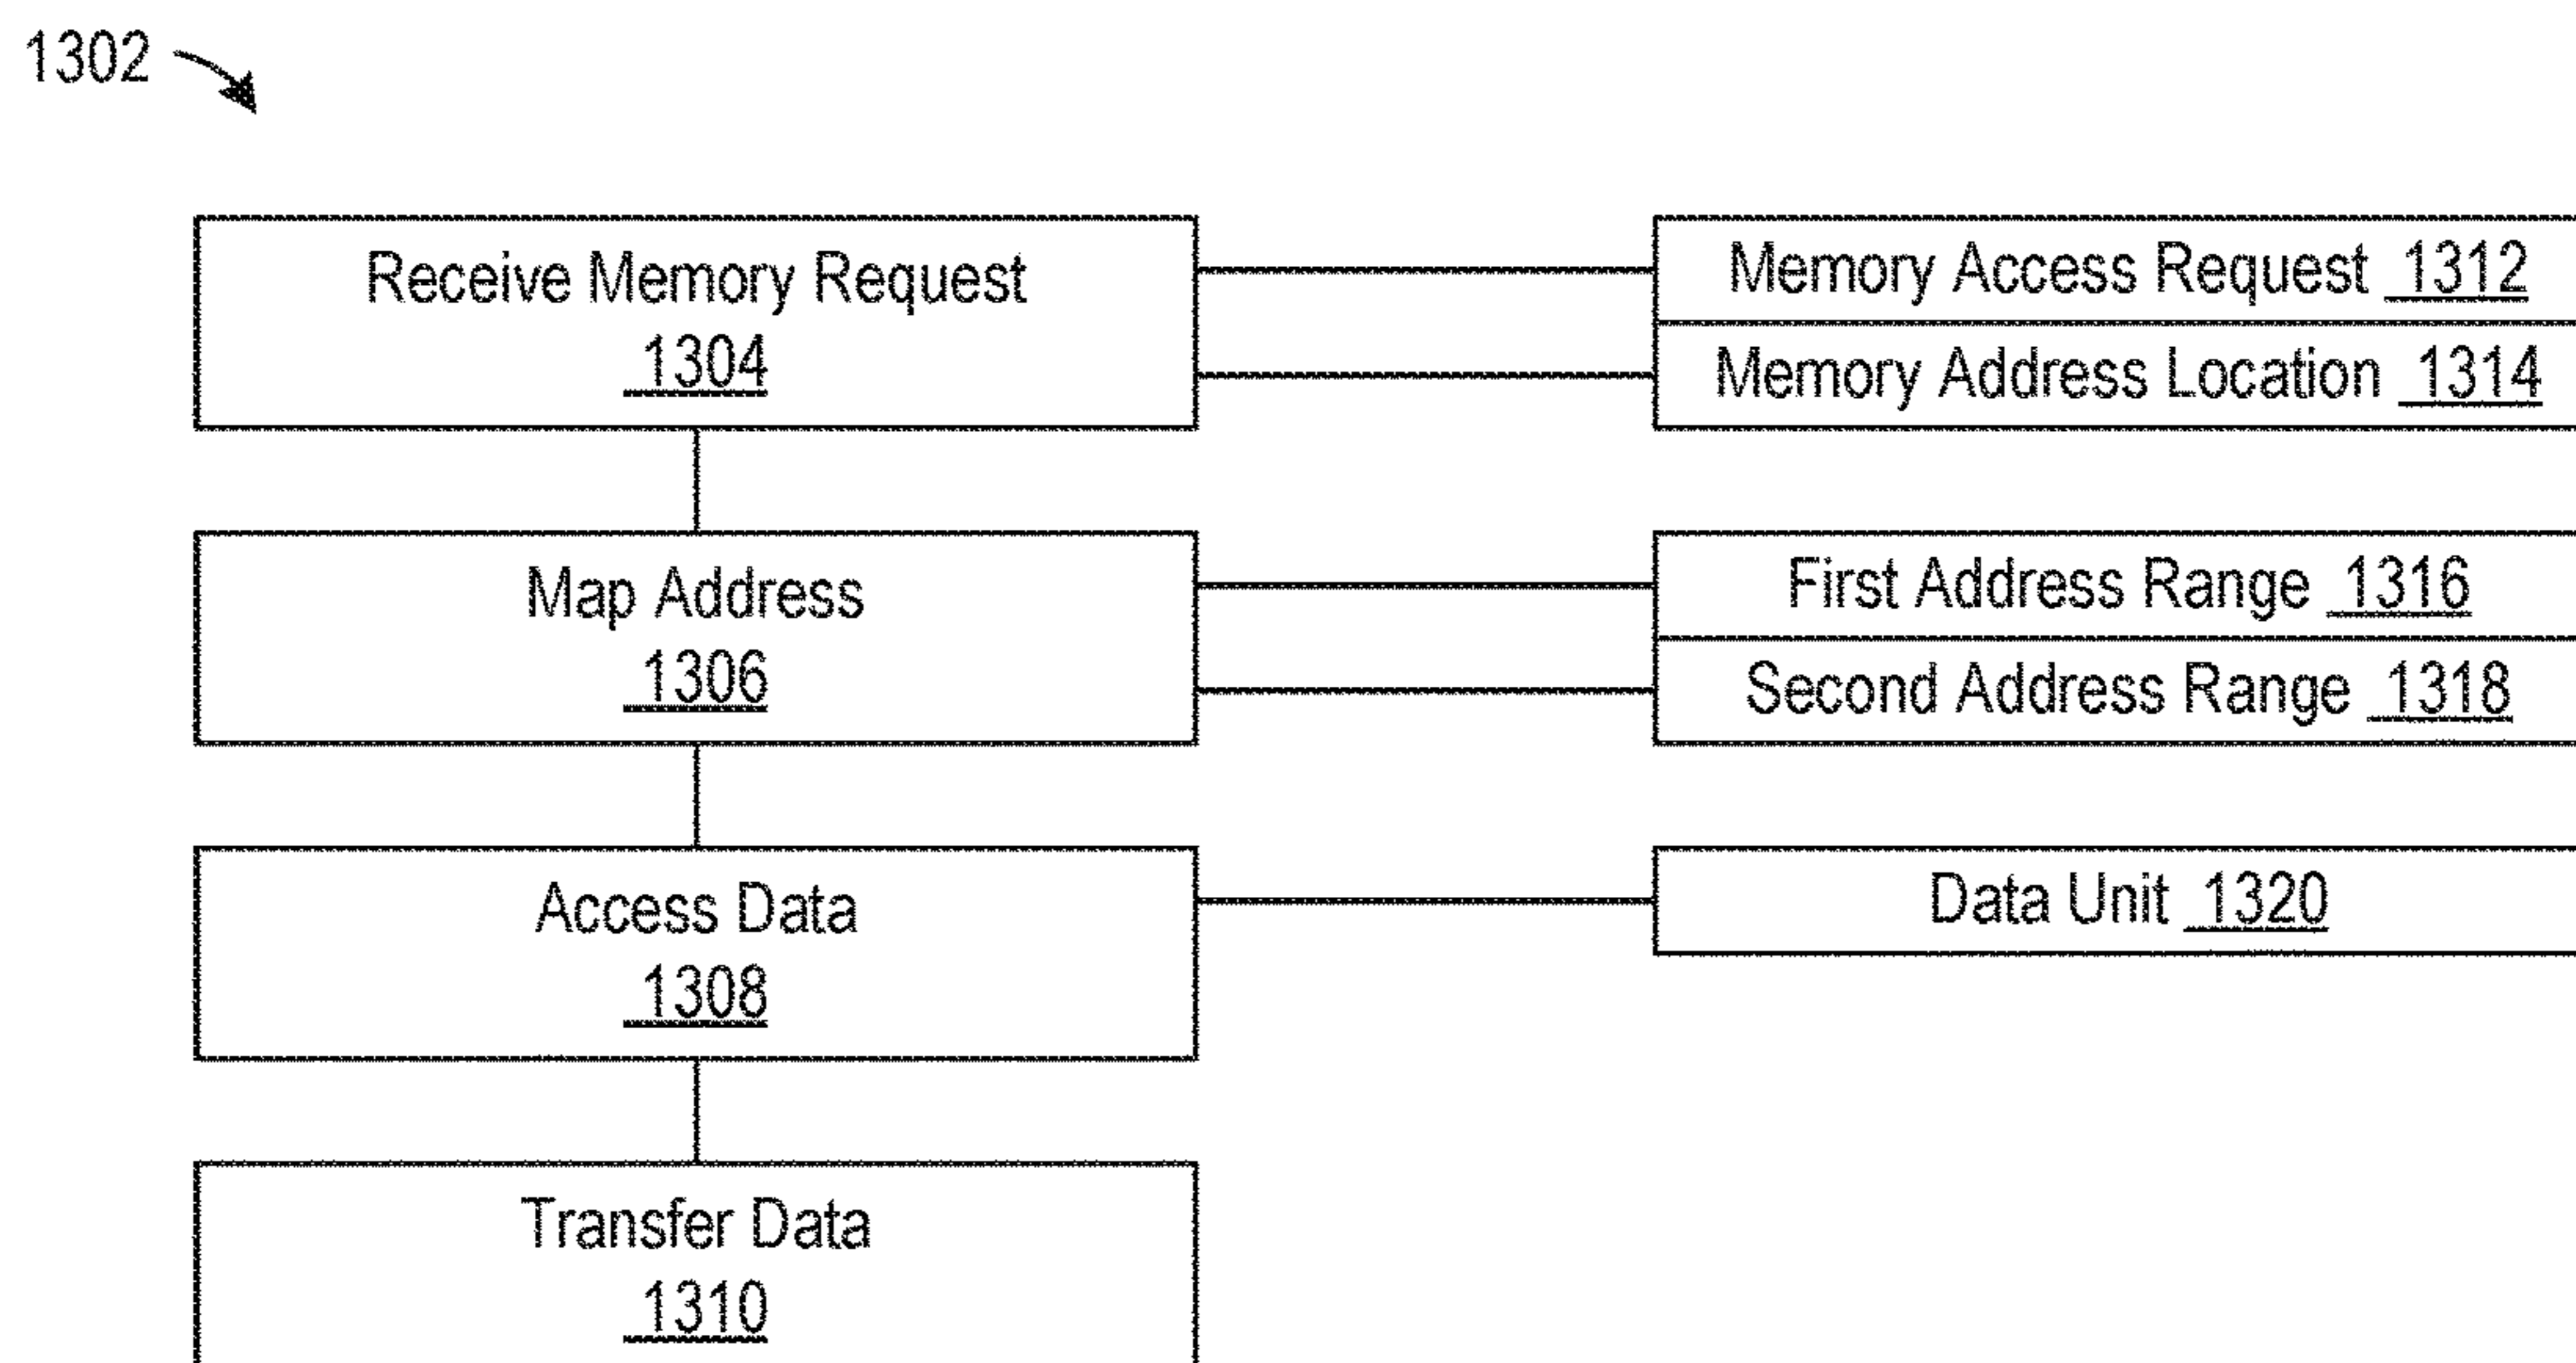 1302
Receive Memory Request
1304
Memory Access Request 1312
Memory Address Location 1314
Map Address
1306
First Address Range 1316
Second Address Range 1318
Access Data
1308
Data Unit 1320
Transfer Data
1310